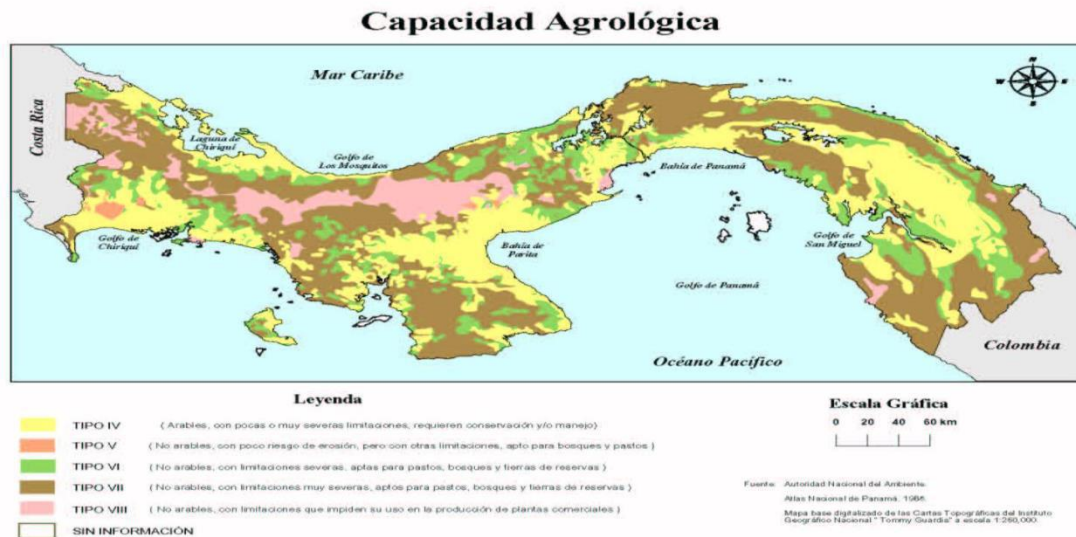 Capacidad Agrológica
Mar Caribe
Costa Rica
Laguna de
Chiriquí
Golfo de
Los Mosquitos
Bahía de Panamá
Golfo de
Chiriquí
Bahía de
Parita
Golfo de
San Miguel
Golfo de Panamá
Océano Pacífico
Colombia
N
W E
S
Leyenda
TIPO IV ( Arables, con pocas o muy severas limitaciones, requieren conservación y/o manejo)
TIPO V ( No arables, con poco riesgo de erosión, pero con otras limitaciones, apto para bosques y pastos )
TIPO VI ( No arables, con limitaciones severas, aptas para pastos, bosques y tierras de reservas )
TIPO VII ( No arables, con limitaciones muy severas, aptos para pastos, bosques y tierras de reservas )
TIPO VIII ( No arables, con limitaciones que impiden su uso en la producción de plantas comerciales )
SIN INFORMACIÓN
Escala Gráfica
0 20 40 60 km
Fuente: Autoridad Nacional del Ambiente.
Atlas Nacional de Panamá. 1988.
Mapa base digitalizado de las Cartas Topográficas del Instituto
Geográfico Nacional "Tommy Guardia" a escala 1:250,000.